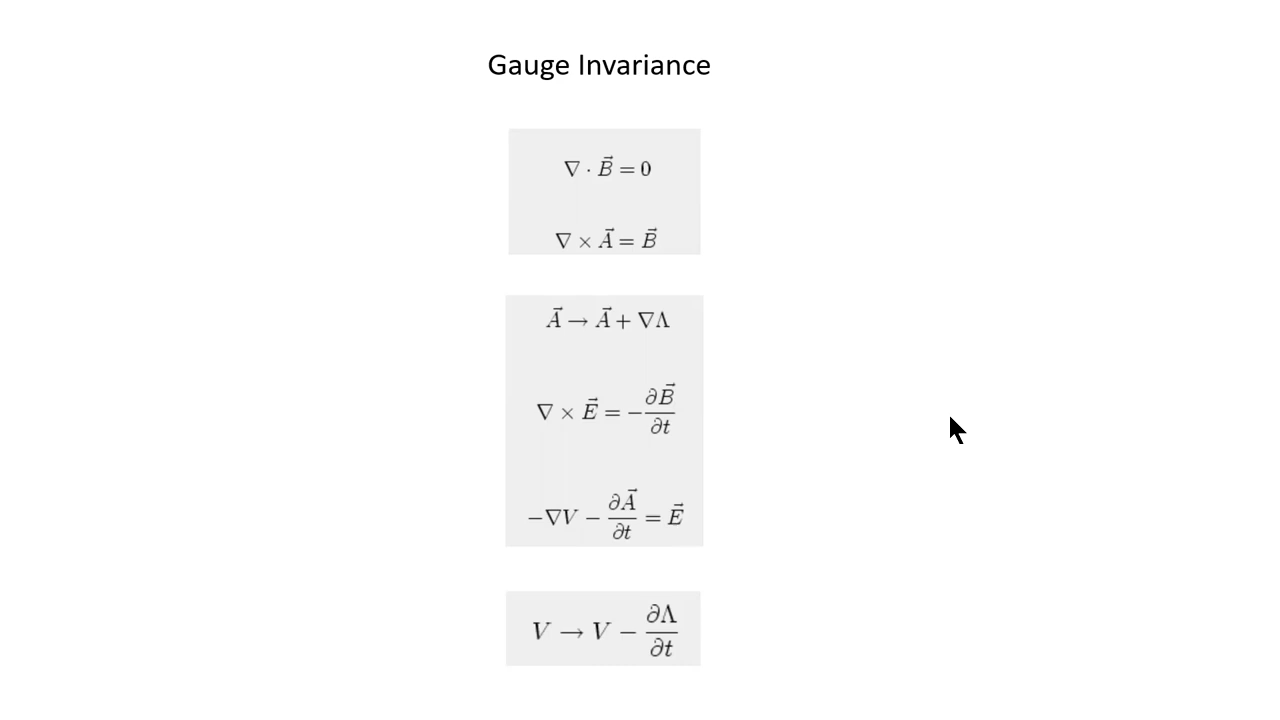 Gauge Invariance
∇ · B⃗ = 0
∇ × A⃗ = B⃗
A⃗ → A⃗ + ∇Λ
∇ × E⃗ = −∂B⃗/∂t
−∇V − ∂A⃗/∂t = E⃗
V → V − ∂Λ/∂t